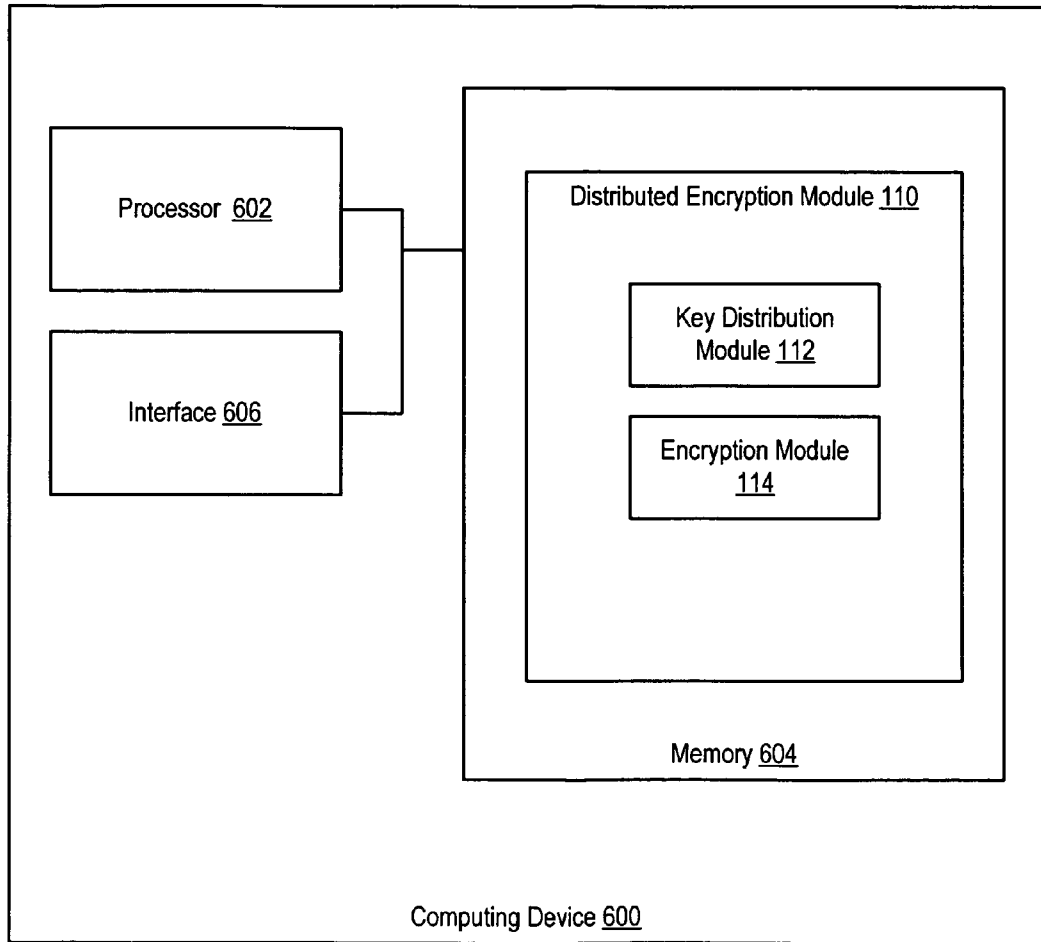 Processor 602
Interface 606
Distributed Encryption Module 110
Key Distribution
Module 112
Encryption Module
114
Memory 604
Computing Device 600